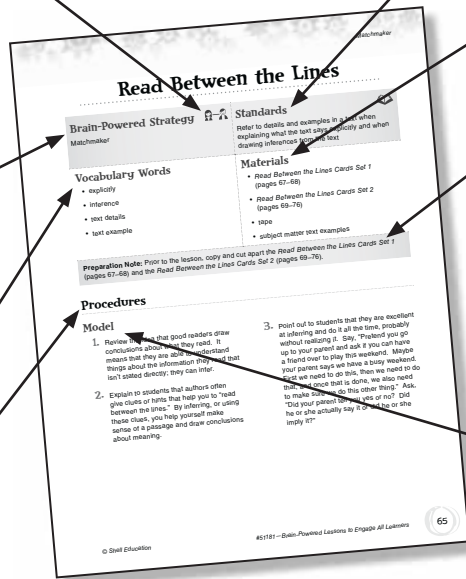 Matchmaker
Read Between the Lines
Brain-Powered Strategy
Matchmaker
Standards
Refer to details and examples in a text when
explaining what the text says explicitly and when
drawing inferences from the text
Vocabulary Words
• explicitly
• inference
• text details
• text example
Materials
• Read Between the Lines Cards Set 1
(pages 67–68)
• Read Between the Lines Cards Set 2
(pages 69–76)
• tape
• subject matter text examples
Preparation Note: Prior to the lesson, copy and cut apart the Read Between the Lines Cards Set 1
(pages 67–68) and the Read Between the Lines Cards Set 2 (pages 69–76).
Procedures
Model
1. Review the idea that good readers draw
conclusions about what they read. It
means that they are able to understand
things about the information they read that
isn't stated directly; they can infer.
2. Explain to students that authors often
give clues or hints that help you to "read
between the lines." By inferring, or using
these clues, you help yourself make
sense of a passage and draw conclusions
about meaning.
3. Point out to students that they are excellent
at inferring and do it all the time, probably
without realizing it. Say, "Pretend you go
up to your parent and ask if you can have
a friend over to play this weekend. Maybe
your parent says we have a busy weekend.
First we need to do this, then we need to do
that, and once that is done, we also need
to make sure we do this other thing." Ask,
"Did your parent tell you yes or no? Did
he or she actually say it or did he or she
imply it?"
© Shell Education
#51181—Brain-Powered Lessons to Engage All Learners
65